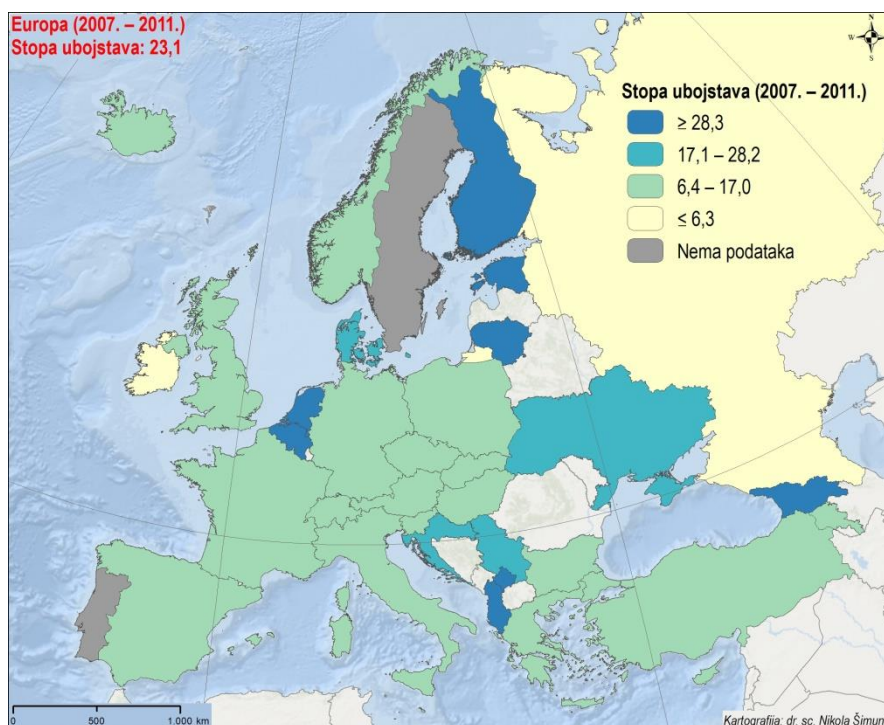 Europa (2007. – 2011.)
Stopa ubojstava: 23,1
N
W E
S
Stopa ubojstava (2007. – 2011.)
≥ 28,3
17,1 – 28,2
6,4 – 17,0
≤ 6,3
Nema podataka
0 500 1.000 km
Kartografija: dr. sc. Nikola Šimun